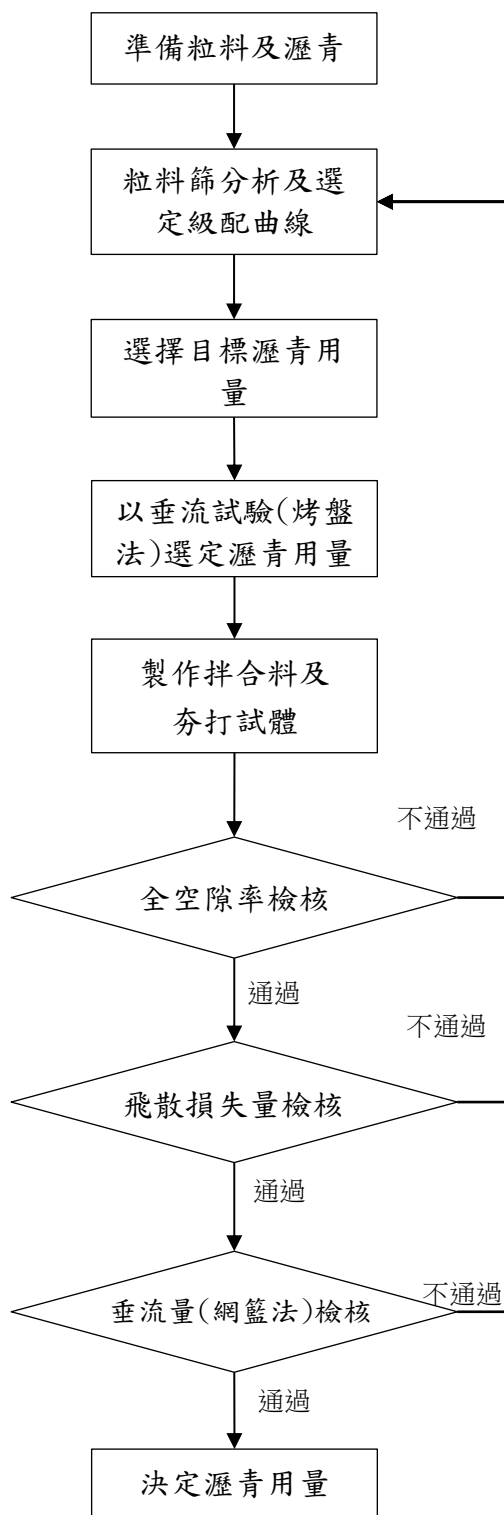 準備粒料及瀝青
粒料篩分析及選
定級配曲線
選擇目標瀝青用
量
以垂流試驗(烤盤
法)選定瀝青用量
製作拌合料及
夯打試體
不通過
全空隙率檢核
通過
不通過
飛散損失量檢核
通過
不通過
垂流量(網籃法)檢核
通過
決定瀝青用量